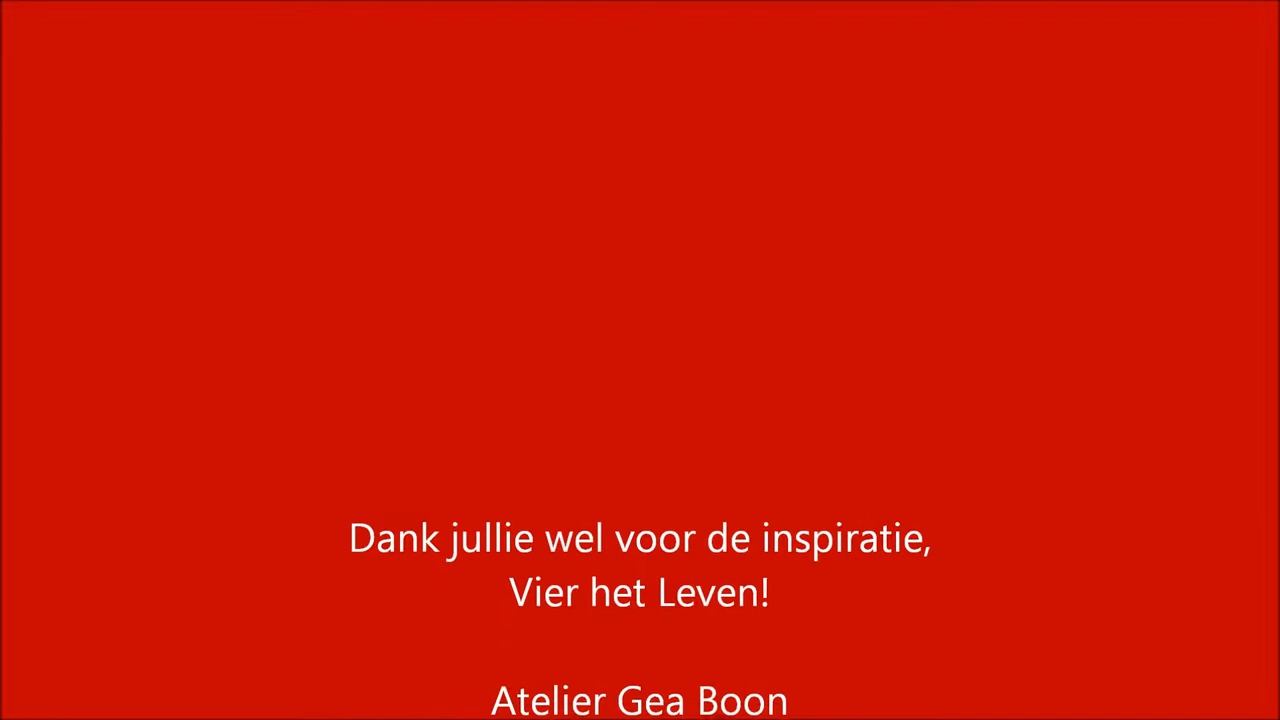 Dank jullie wel voor de inspiratie,
Vier het Leven!
Atelier Gea Boon